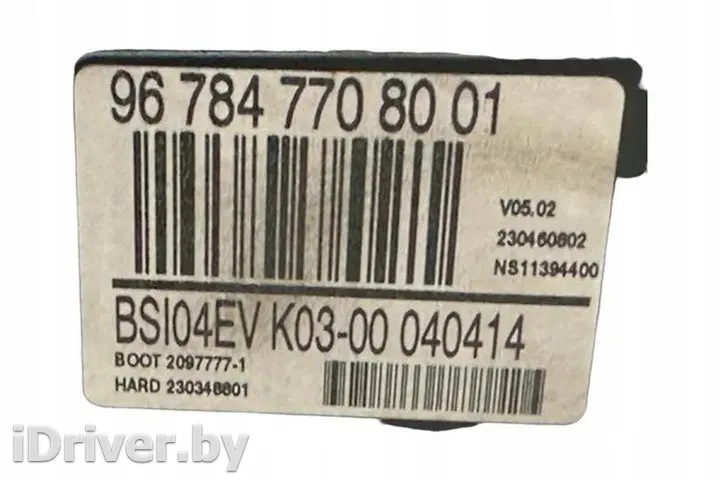 96 784 770 80 01
V05.02
230460802
NS11394400
BSI04EV K03-00 040414
BOOT 2097777-1
HARD 230348801
iDriver.by